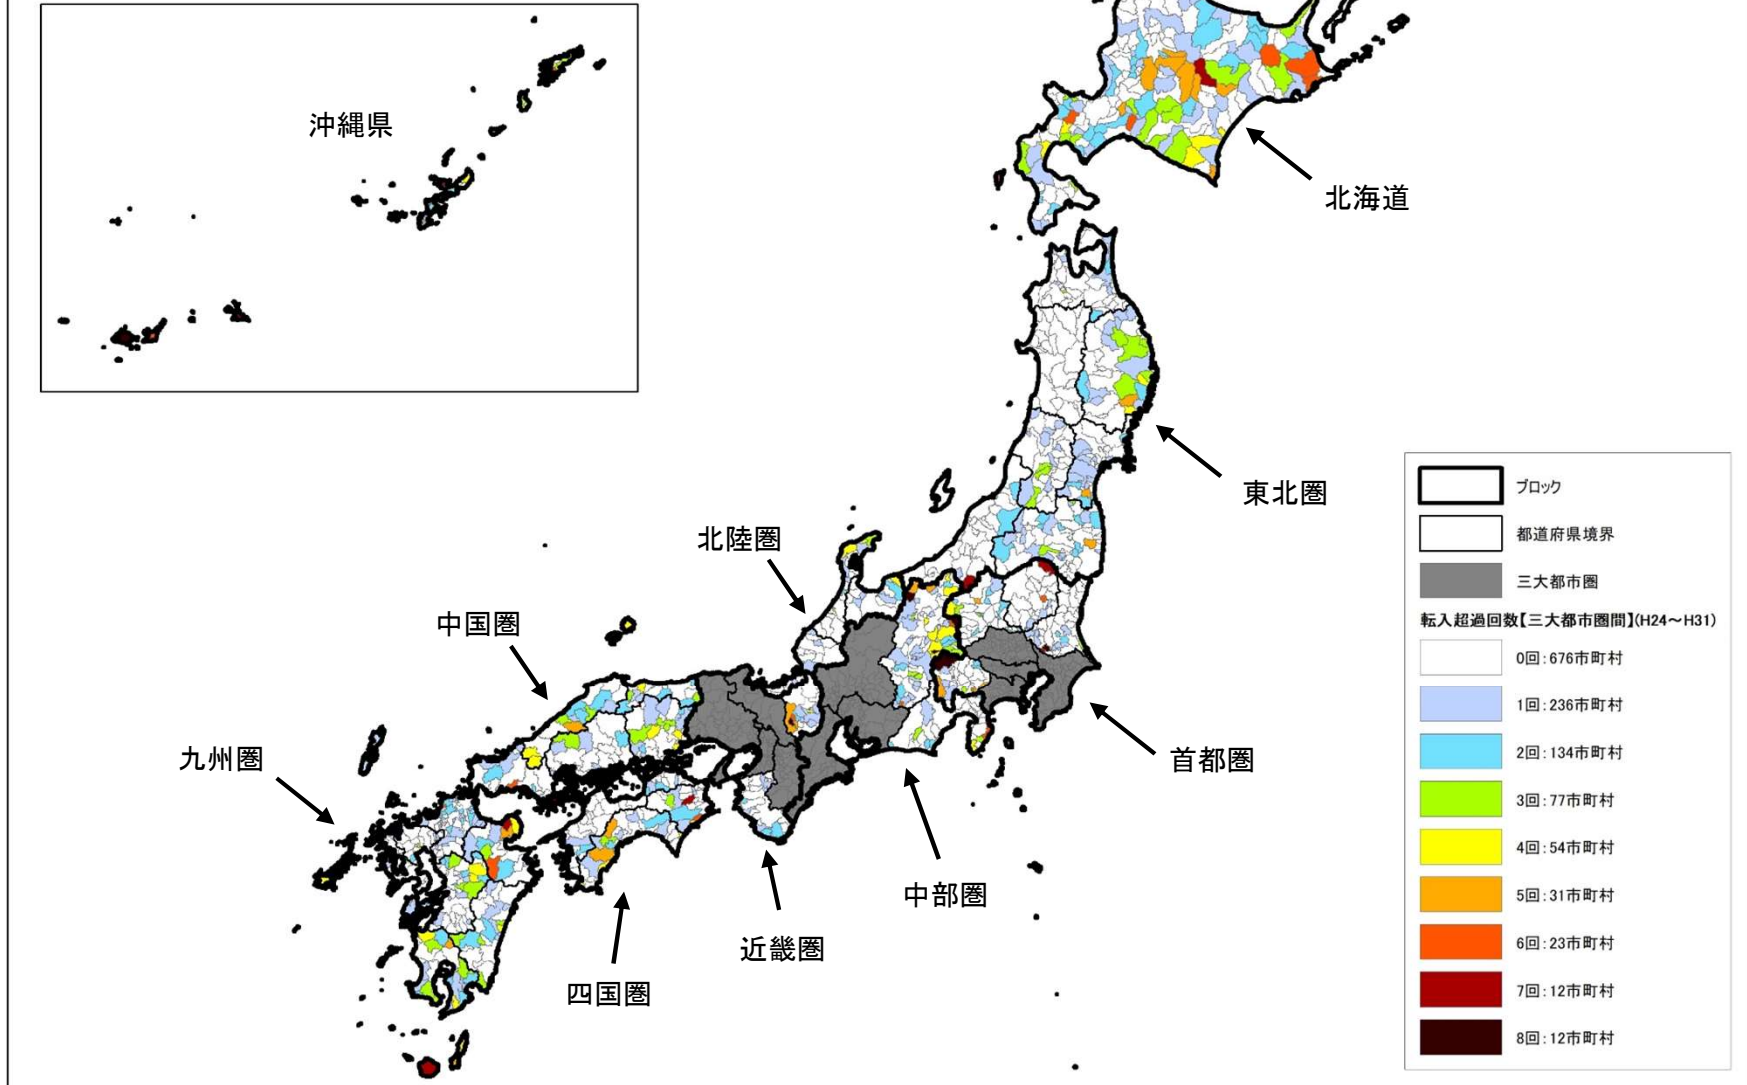 沖縄県
北海道
東北圏
北陸圏
中国圏
九州圏
首都圏
中部圏
近畿圏
四国圏
ブロック
都道府県境界
三大都市圏
転入超過回数【三大都市圏間】(H24～H31)
0回：676市町村
1回：236市町村
2回：134市町村
3回：77市町村
4回：54市町村
5回：31市町村
6回：23市町村
7回：12市町村
8回：12市町村